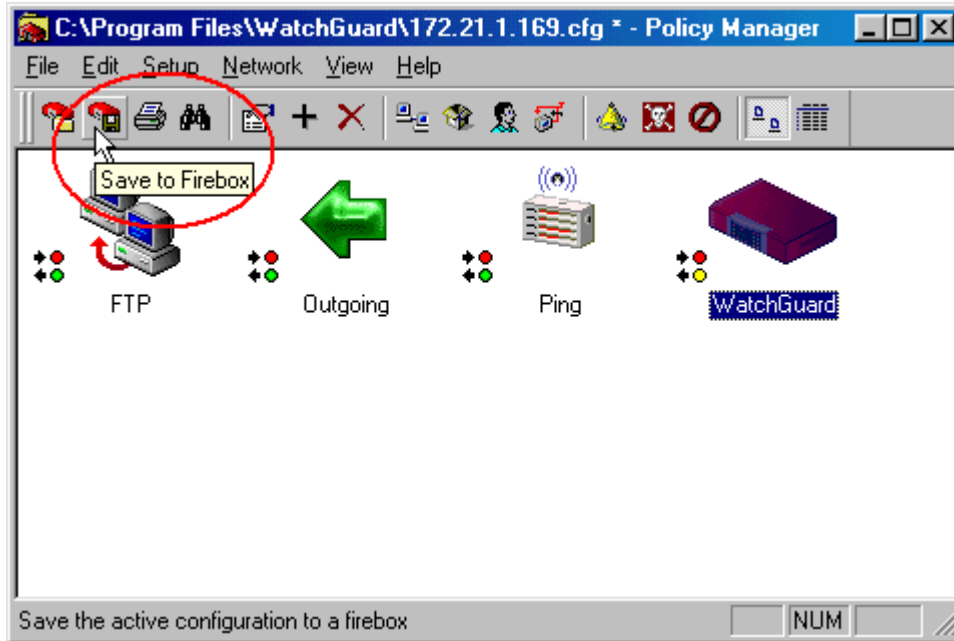 C:\Program Files\WatchGuard\172.21.1.169.cfg * - Policy Manager
File Edit Setup Network View Help
Save to Firebox
FTP Outgoing Ping WatchGuard
Save the active configuration to a firebox NUM